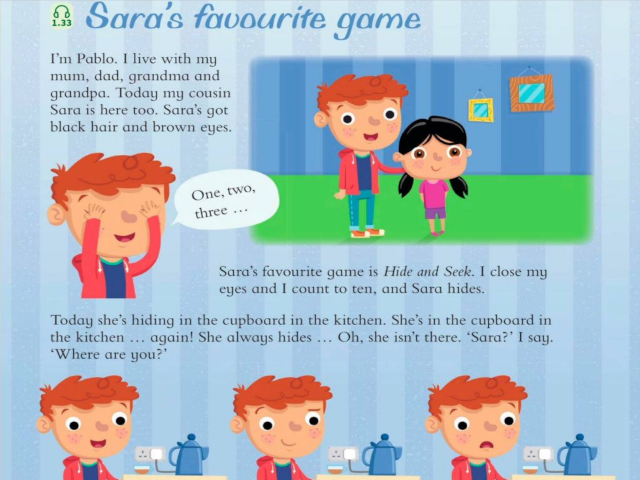 1.33
Sara's favourite game
I'm Pablo. I live with my
mum, dad, grandma and
grandpa. Today my cousin
Sara is here too. Sara's got
black hair and brown eyes.
One, two,
three ...
Sara's favourite game is Hide and Seek. I close my
eyes and I count to ten, and Sara hides.
Today she's hiding in the cupboard in the kitchen. She's in the cupboard in
the kitchen ... again! She always hides ... Oh, she isn't there. 'Sara?' I say.
'Where are you?'